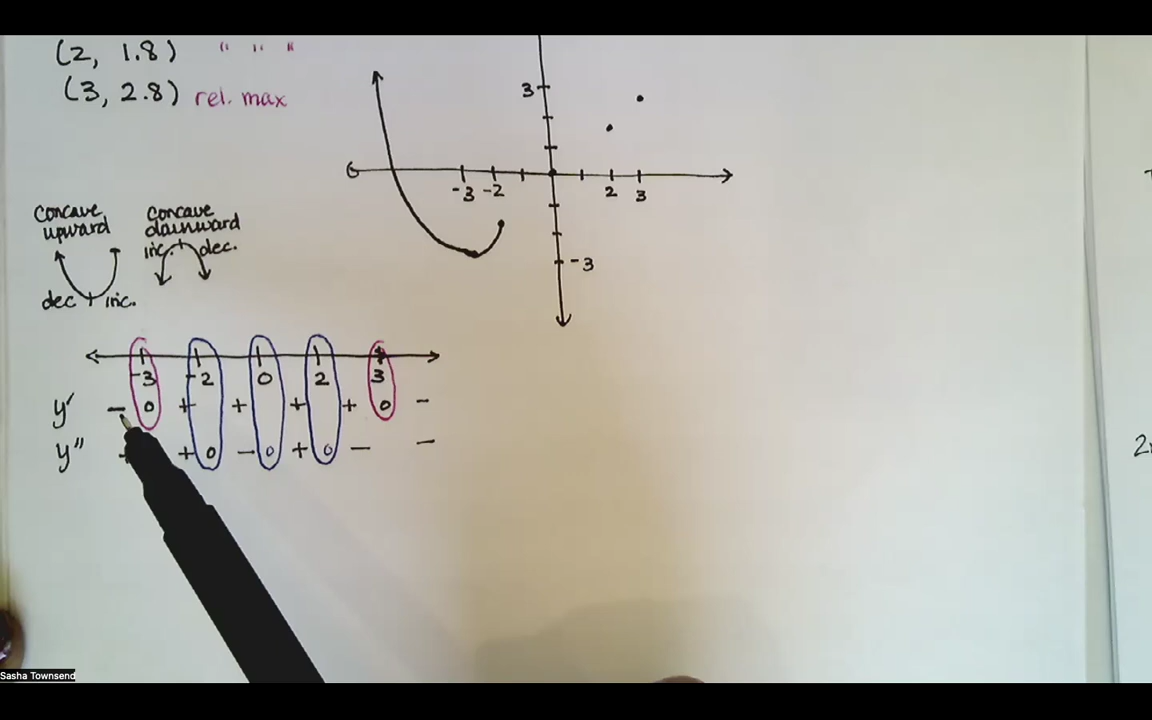 (2, 1.8) " " "
(3, 2.8) rel. max
3
-3 -2 2 3
-3
Concave upward
Concave downward
inc. + dec.
dec + inc.
-3 -2 0 2 3
y' - 0 + + + + 0 -
y" + + 0 - 0 + 0 - -
Sasha Townsend